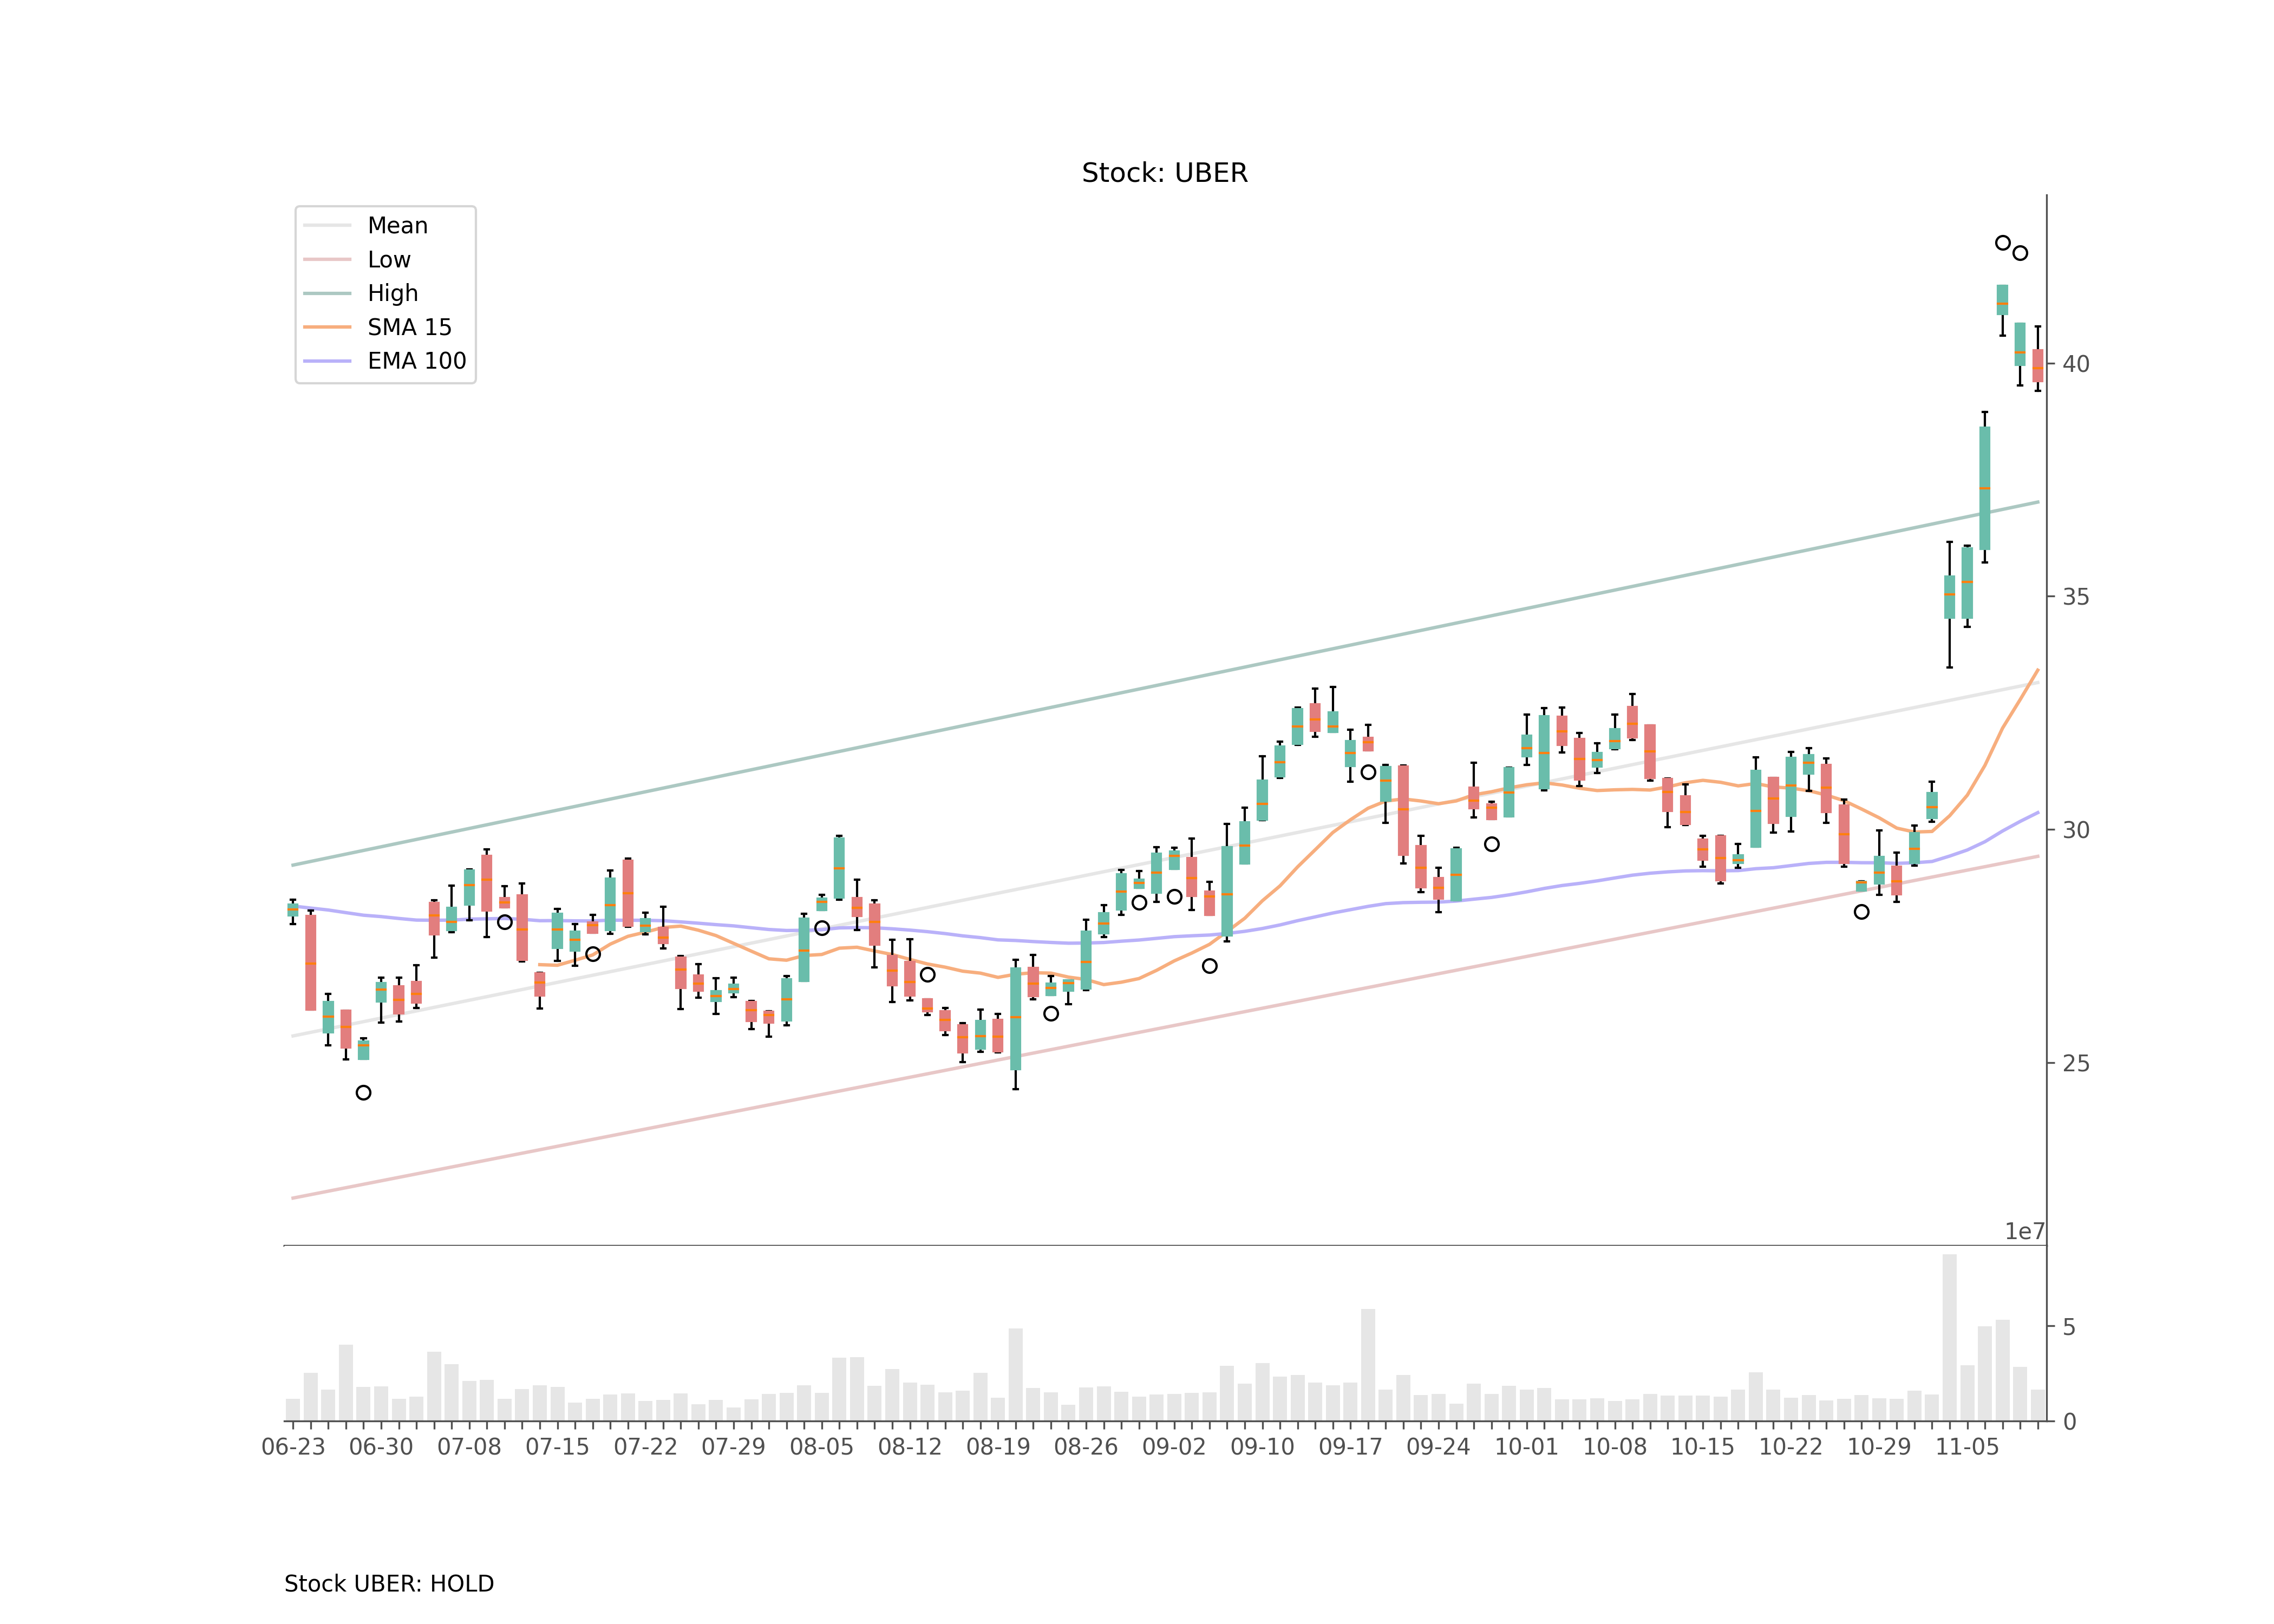 Stock: UBER
Mean
Low
High
SMA 15
EMA 100
40
35
30
25
1e7
5
0
06-23 06-30 07-08 07-15 07-22 07-29 08-05 08-12 08-19 08-26 09-02 09-10 09-17 09-24 10-01 10-08 10-15 10-22 10-29 11-05
Stock UBER: HOLD